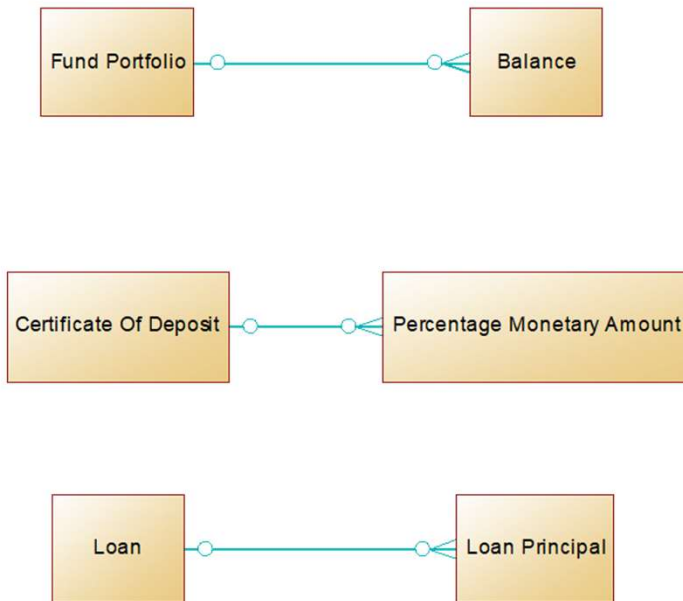 Fund Portfolio
Balance
Certificate Of Deposit
Percentage Monetary Amount
Loan
Loan Principal